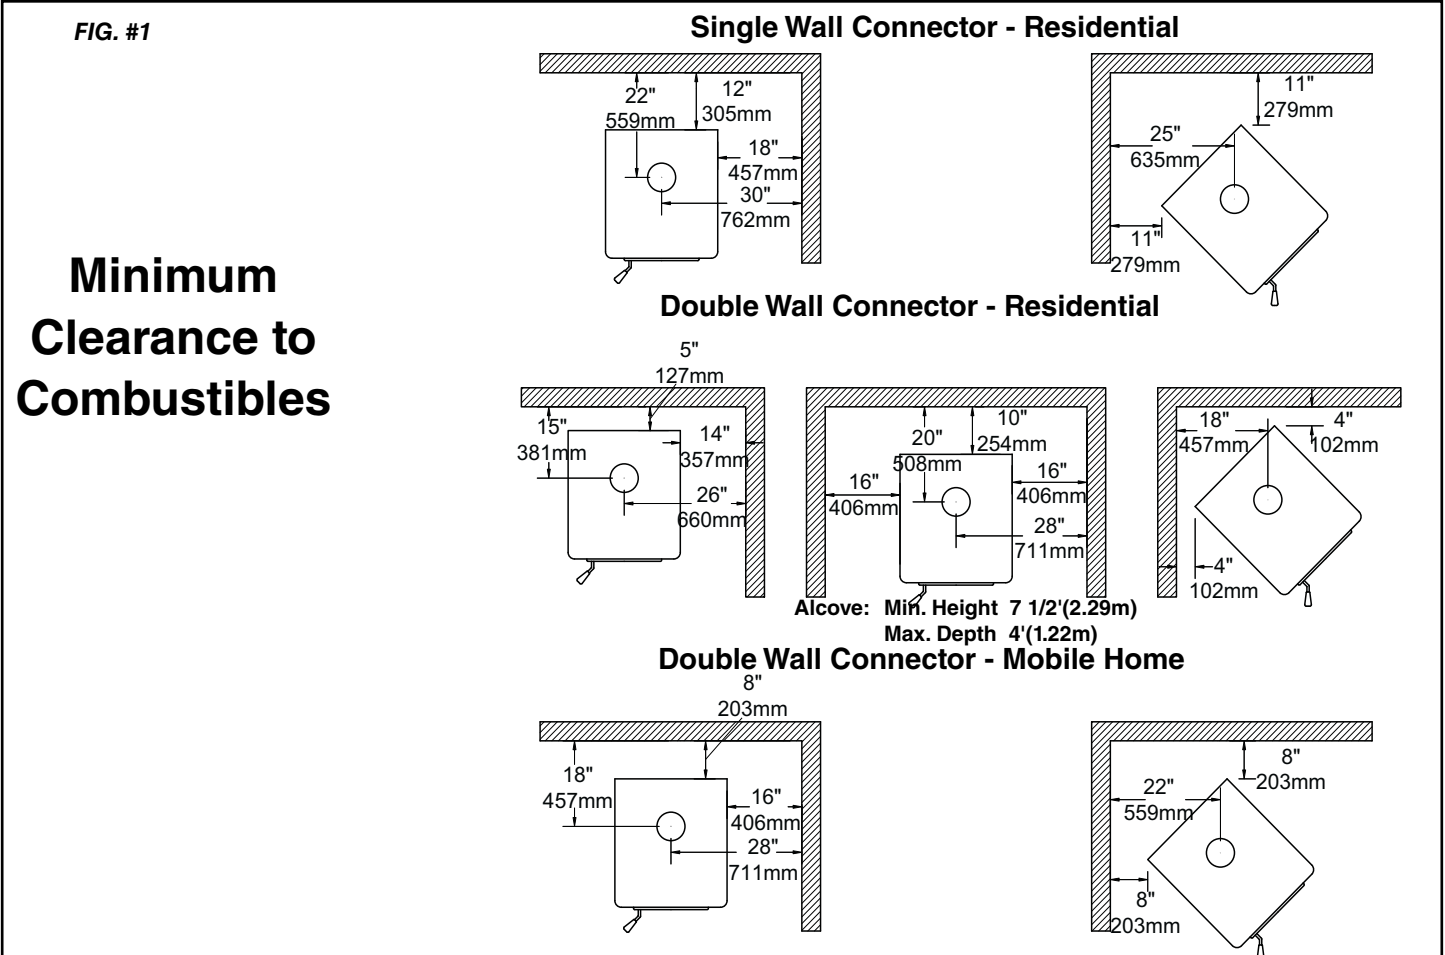 FIG. #1
Single Wall Connector - Residential
22"
559mm
12"
305mm
18"
457mm
30"
762mm
11"
279mm
25"
635mm
11"
279mm
Minimum
Clearance to
Combustibles
Double Wall Connector - Residential
5"
127mm
15"
381mm
14"
357mm
26"
660mm
20"
508mm
10"
254mm
16"
406mm
16"
406mm
28"
711mm
18"
457mm
4"
102mm
4"
102mm
Alcove: Min. Height 7 1/2'(2.29m)
Max. Depth 4'(1.22m)
Double Wall Connector - Mobile Home
8"
203mm
18"
457mm
16"
406mm
28"
711mm
8"
203mm
22"
559mm
8"
203mm